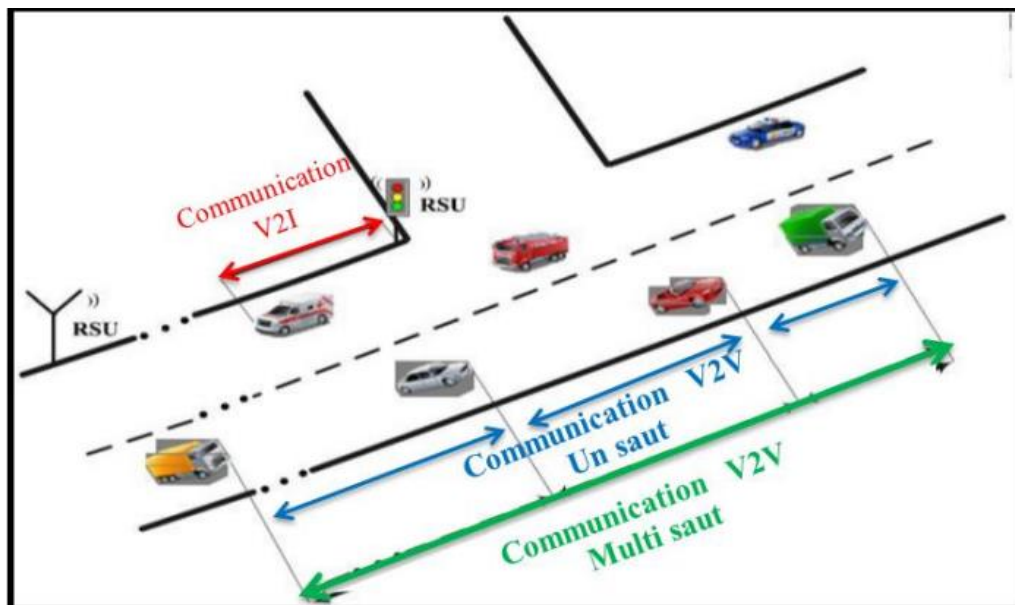 Communication
V2I
RSU
RSU
Communication V2V
Un saut
Communication V2V
Multi saut